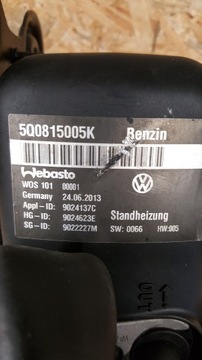 5Q0815005K Benzin
Webasto
WOS 101 00001
Germany 24.06.2013
Appl-ID: 9024137C
HG-ID: 9024623E Standheizung
SG-ID: 9022227M SW: 0066 HW:005
OUT